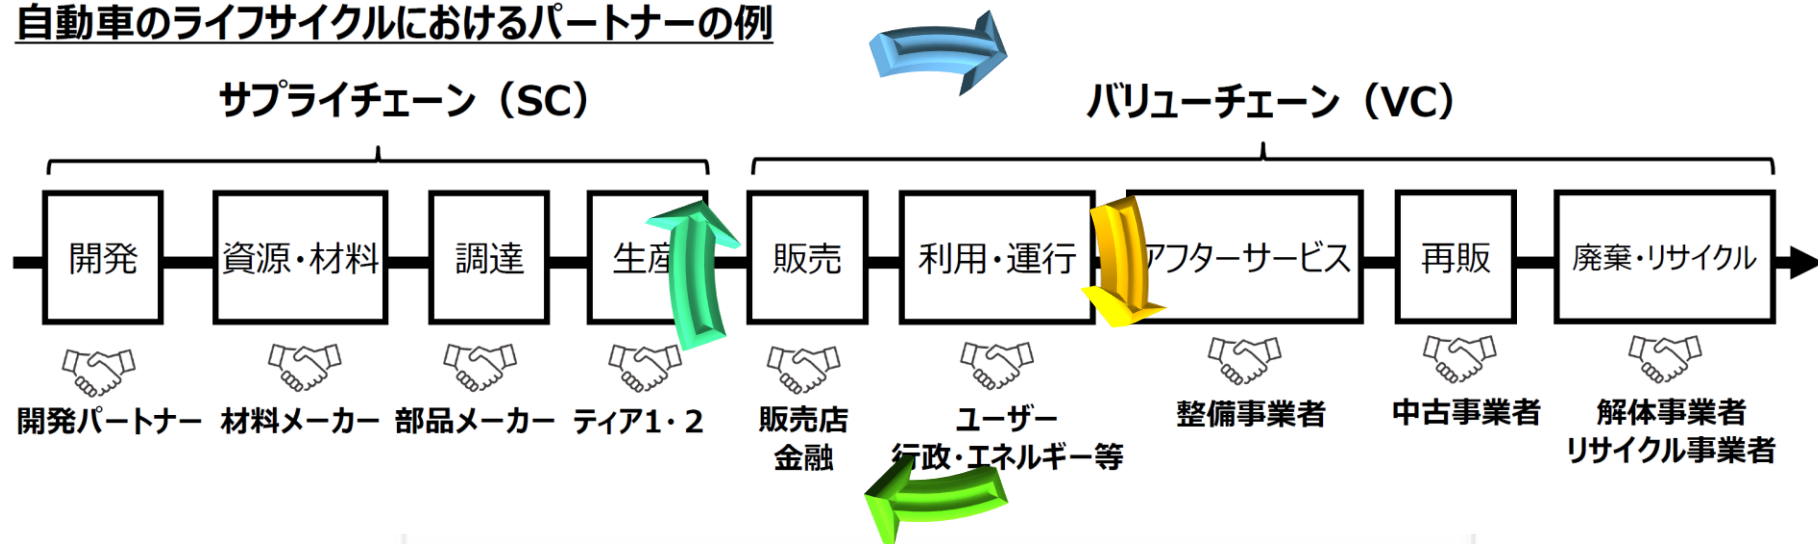 自動車のライフサイクルにおけるパートナーの例
サプライチェーン（SC）
バリューチェーン（VC）
開発
資源・材料
調達
生産
販売
利用・運行
アフターサービス
再販
廃棄・リサイクル
開発パートナー
材料メーカー
部品メーカー
ティア1・2
販売店
金融
ユーザー
行政・エネルギー等
整備事業者
中古事業者
解体事業者
リサイクル事業者